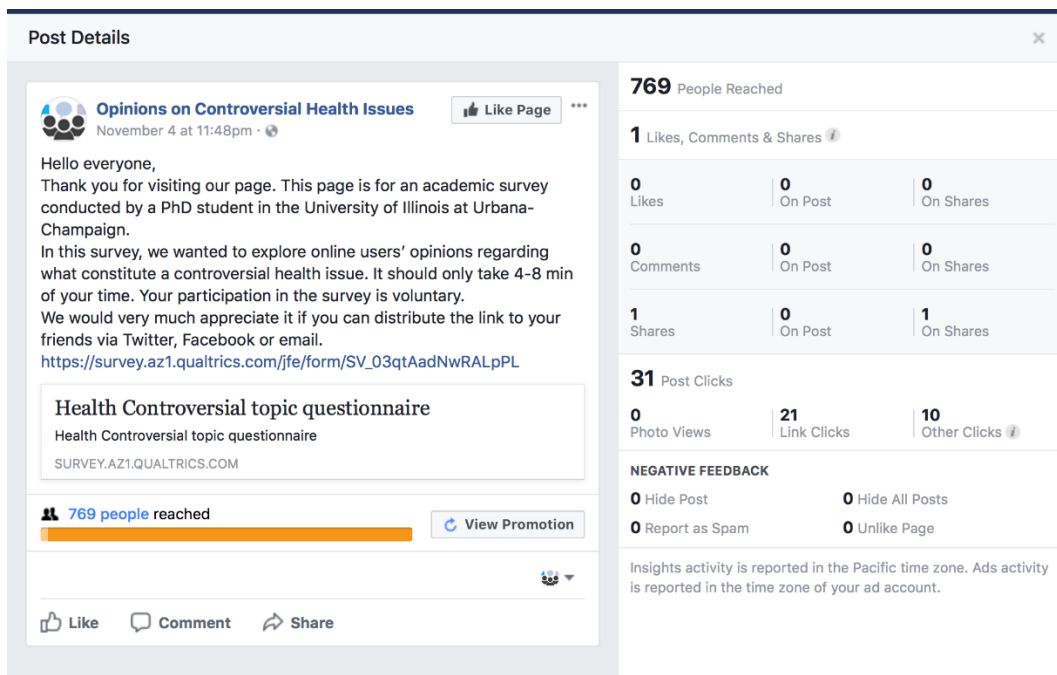 Post Details
×
Opinions on Controversial Health Issues
Like Page
November 4 at 11:48pm ·
Hello everyone,
Thank you for visiting our page. This page is for an academic survey
conducted by a PhD student in the University of Illinois at Urbana-
Champaign.
In this survey, we wanted to explore online users’ opinions regarding
what constitute a controversial health issue. It should only take 4-8 min
of your time. Your participation in the survey is voluntary.
We would very much appreciate it if you can distribute the link to your
friends via Twitter, Facebook or email.
https://survey.az1.qualtrics.com/jfe/form/SV_03qtAadNwRALpPL
Health Controversial topic questionnaire
Health Controversial topic questionnaire
SURVEY.AZ1.QUALTRICS.COM
769 people reached
View Promotion
Like Comment Share
769 People Reached
1 Likes, Comments & Shares i
0 0 0
Likes On Post On Shares
0 0 0
Comments On Post On Shares
1 0 1
Shares On Post On Shares
31 Post Clicks
0 21 10
Photo Views Link Clicks Other Clicks i
NEGATIVE FEEDBACK
0 Hide Post 0 Hide All Posts
0 Report as Spam 0 Unlike Page
Insights activity is reported in the Pacific time zone. Ads activity
is reported in the time zone of your ad account.